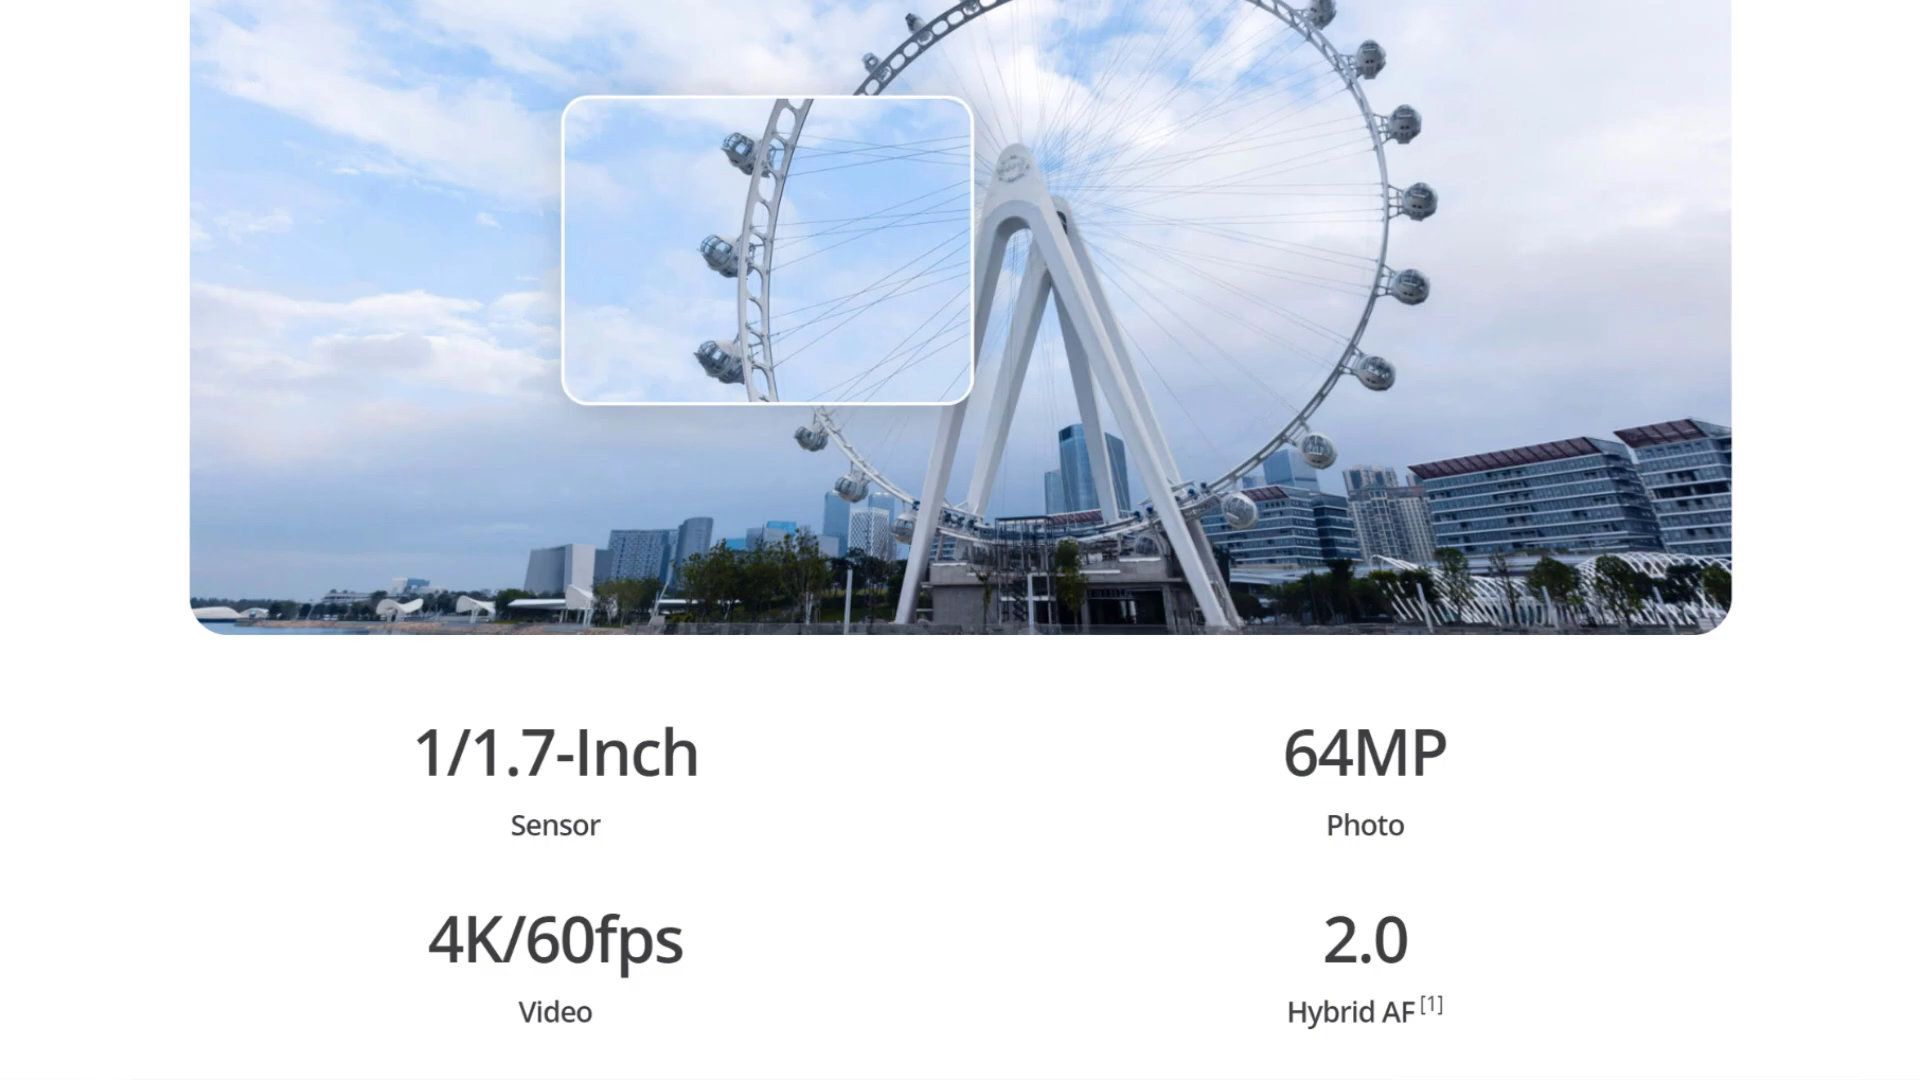 1/1.7-Inch
Sensor
64MP
Photo
4K/60fps
Video
2.0
Hybrid AF [1]